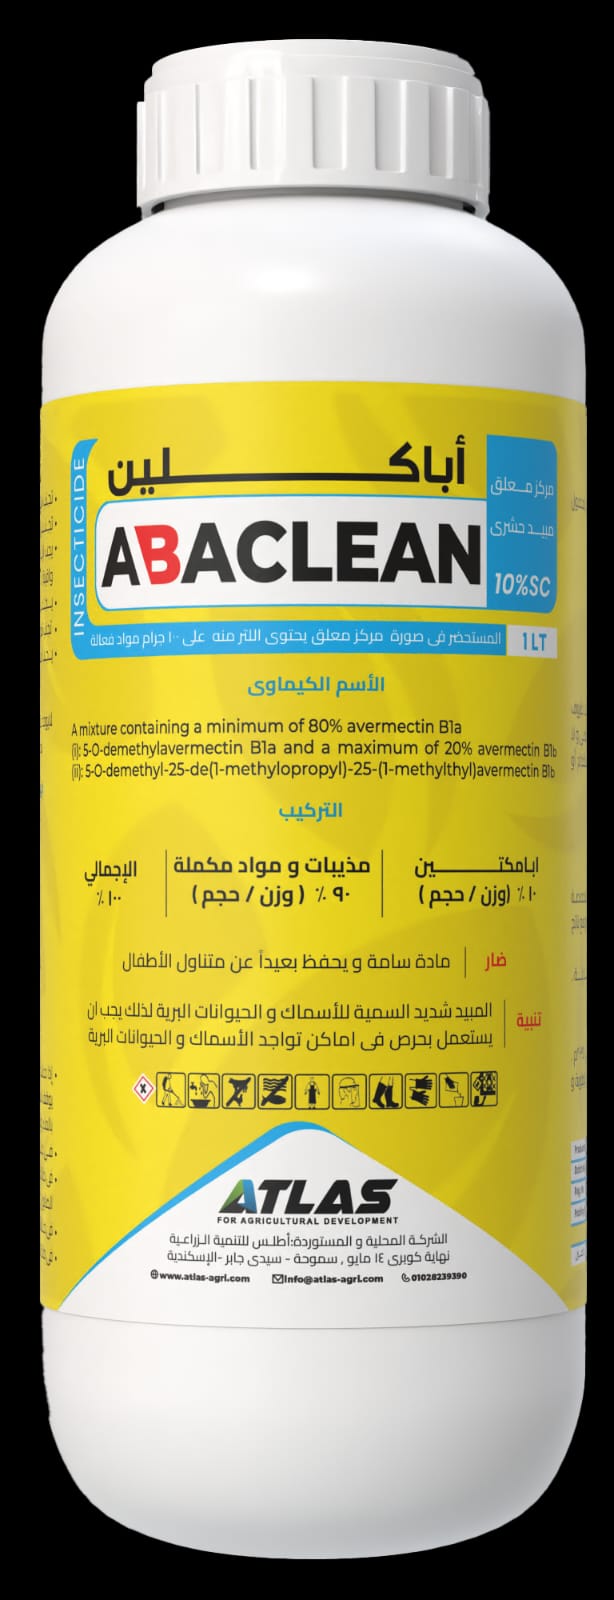 أباكلين
ABACLEAN
INSECTICIDE
مركز معلق
مبيد حشرى
10%SC
1 LT
المستحضر فى صورة مركز معلق يحتوى اللتر منه على ١٠٠ جرام مواد فعالة
الأسم الكيماوى
A mixture containing a minimum of 80% avermectin B1a
(i): 5-O-demethylavermectin B1a and a maximum of 20% avermectin B1b
(ii): 5-O-demethyl-25-de(1-methylopropyl)-25-(1-methylthyl)avermectin B1b
التركيب
ابامكتـــــين | مذيبات و مواد مكملة | الإجمالي
١٠ ٪ (وزن / حجم ) | ٩٠ ٪ ( وزن / حجم ) | ١٠٠ ٪
ضار | مادة سامة و يحفظ بعيداً عن متناول الأطفال
تنبية | المبيد شديد السمية للأسماك و الحيوانات البرية لذلك يجب ان
يستعمل بحرص فى اماكن تواجد الأسماك و الحيوانات البرية
ATLAS
FOR AGRICULTURAL DEVELOPMENT
الشركة المحلية و المستوردة:أطلس للتنمية الزراعية
نهاية كوبرى ١٤ مايو , سموحة - سيدى جابر -الإسكندية
www.atlas-agri.com info@atlas-agri.com 01028239390